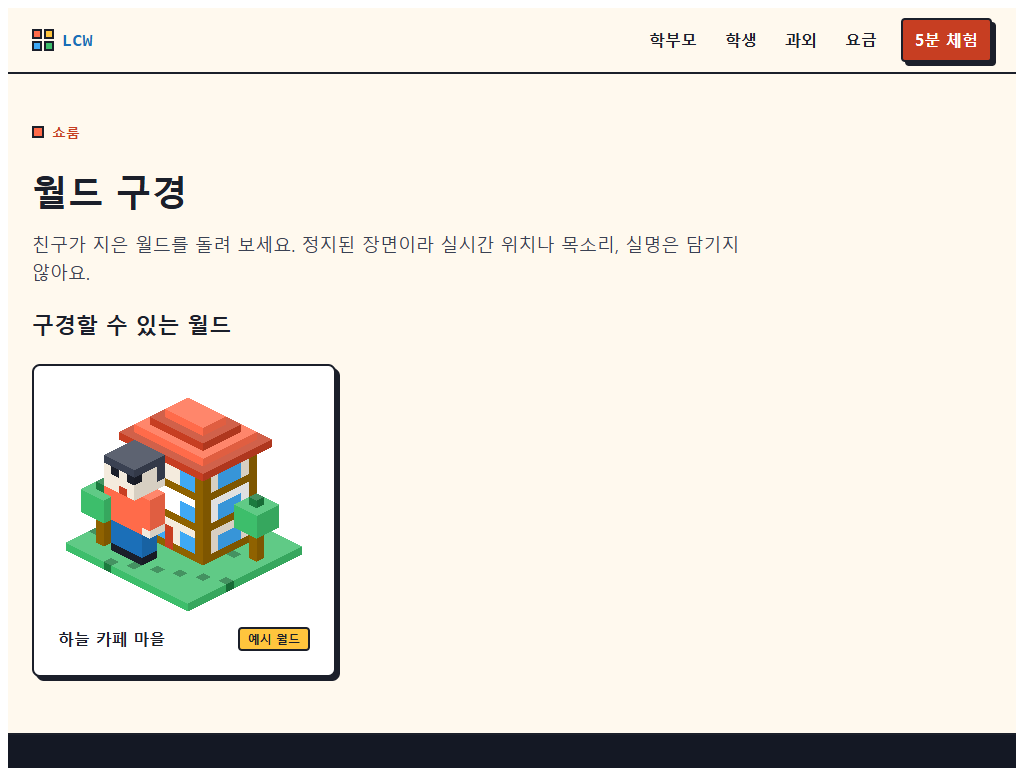 LCW
학부모
학생
과외
요금
5분 체험
쇼룸
월드 구경
친구가 지은 월드를 돌려 보세요. 정지된 장면이라 실시간 위치나 목소리, 실명은 담기지
않아요.
구경할 수 있는 월드
하늘 카페 마을
예시 월드